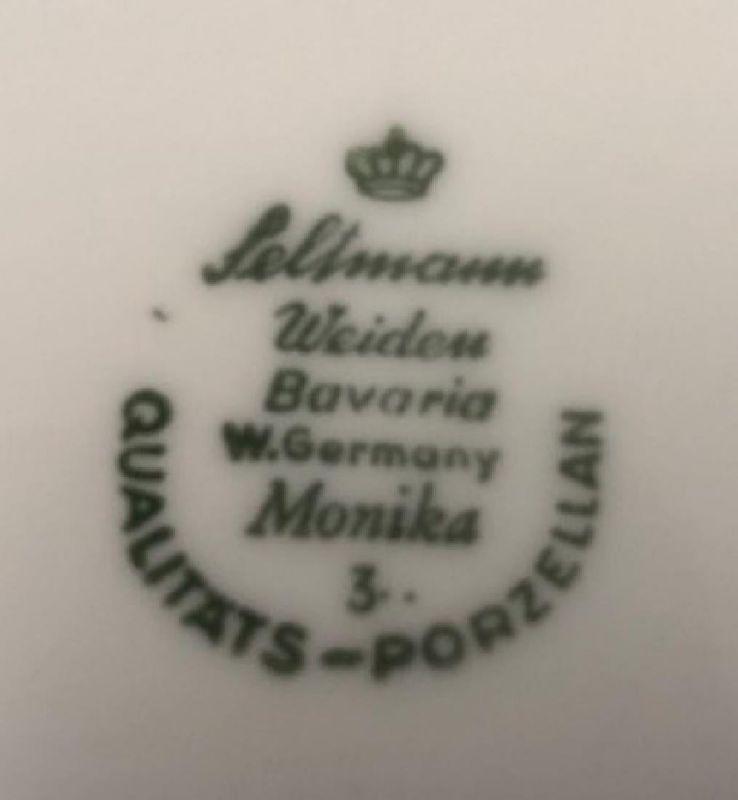 Seltmann
Weiden
Bavaria
W.Germany
Monika
3..
QUALITÄTS-PORZELLAN